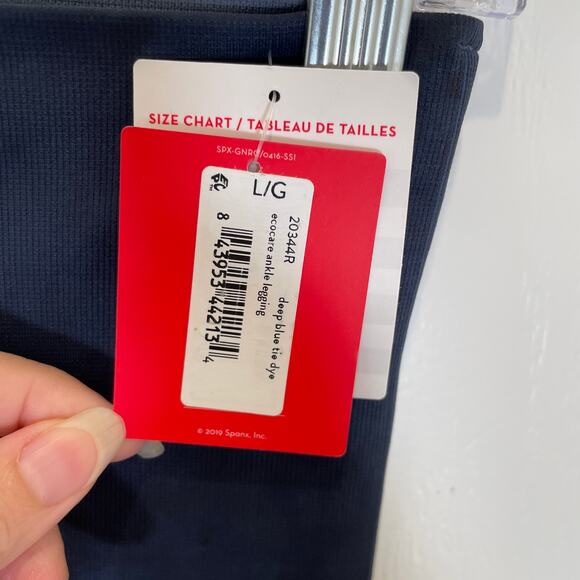 SIZE CHART / TABLEAU DE TAILLES
SPX-GNRC/0416-SS1
L/G
20344R
deep blue tie dye
ecocare ankle legging
8 43953 44213 4
© 2019 Spanx, Inc.